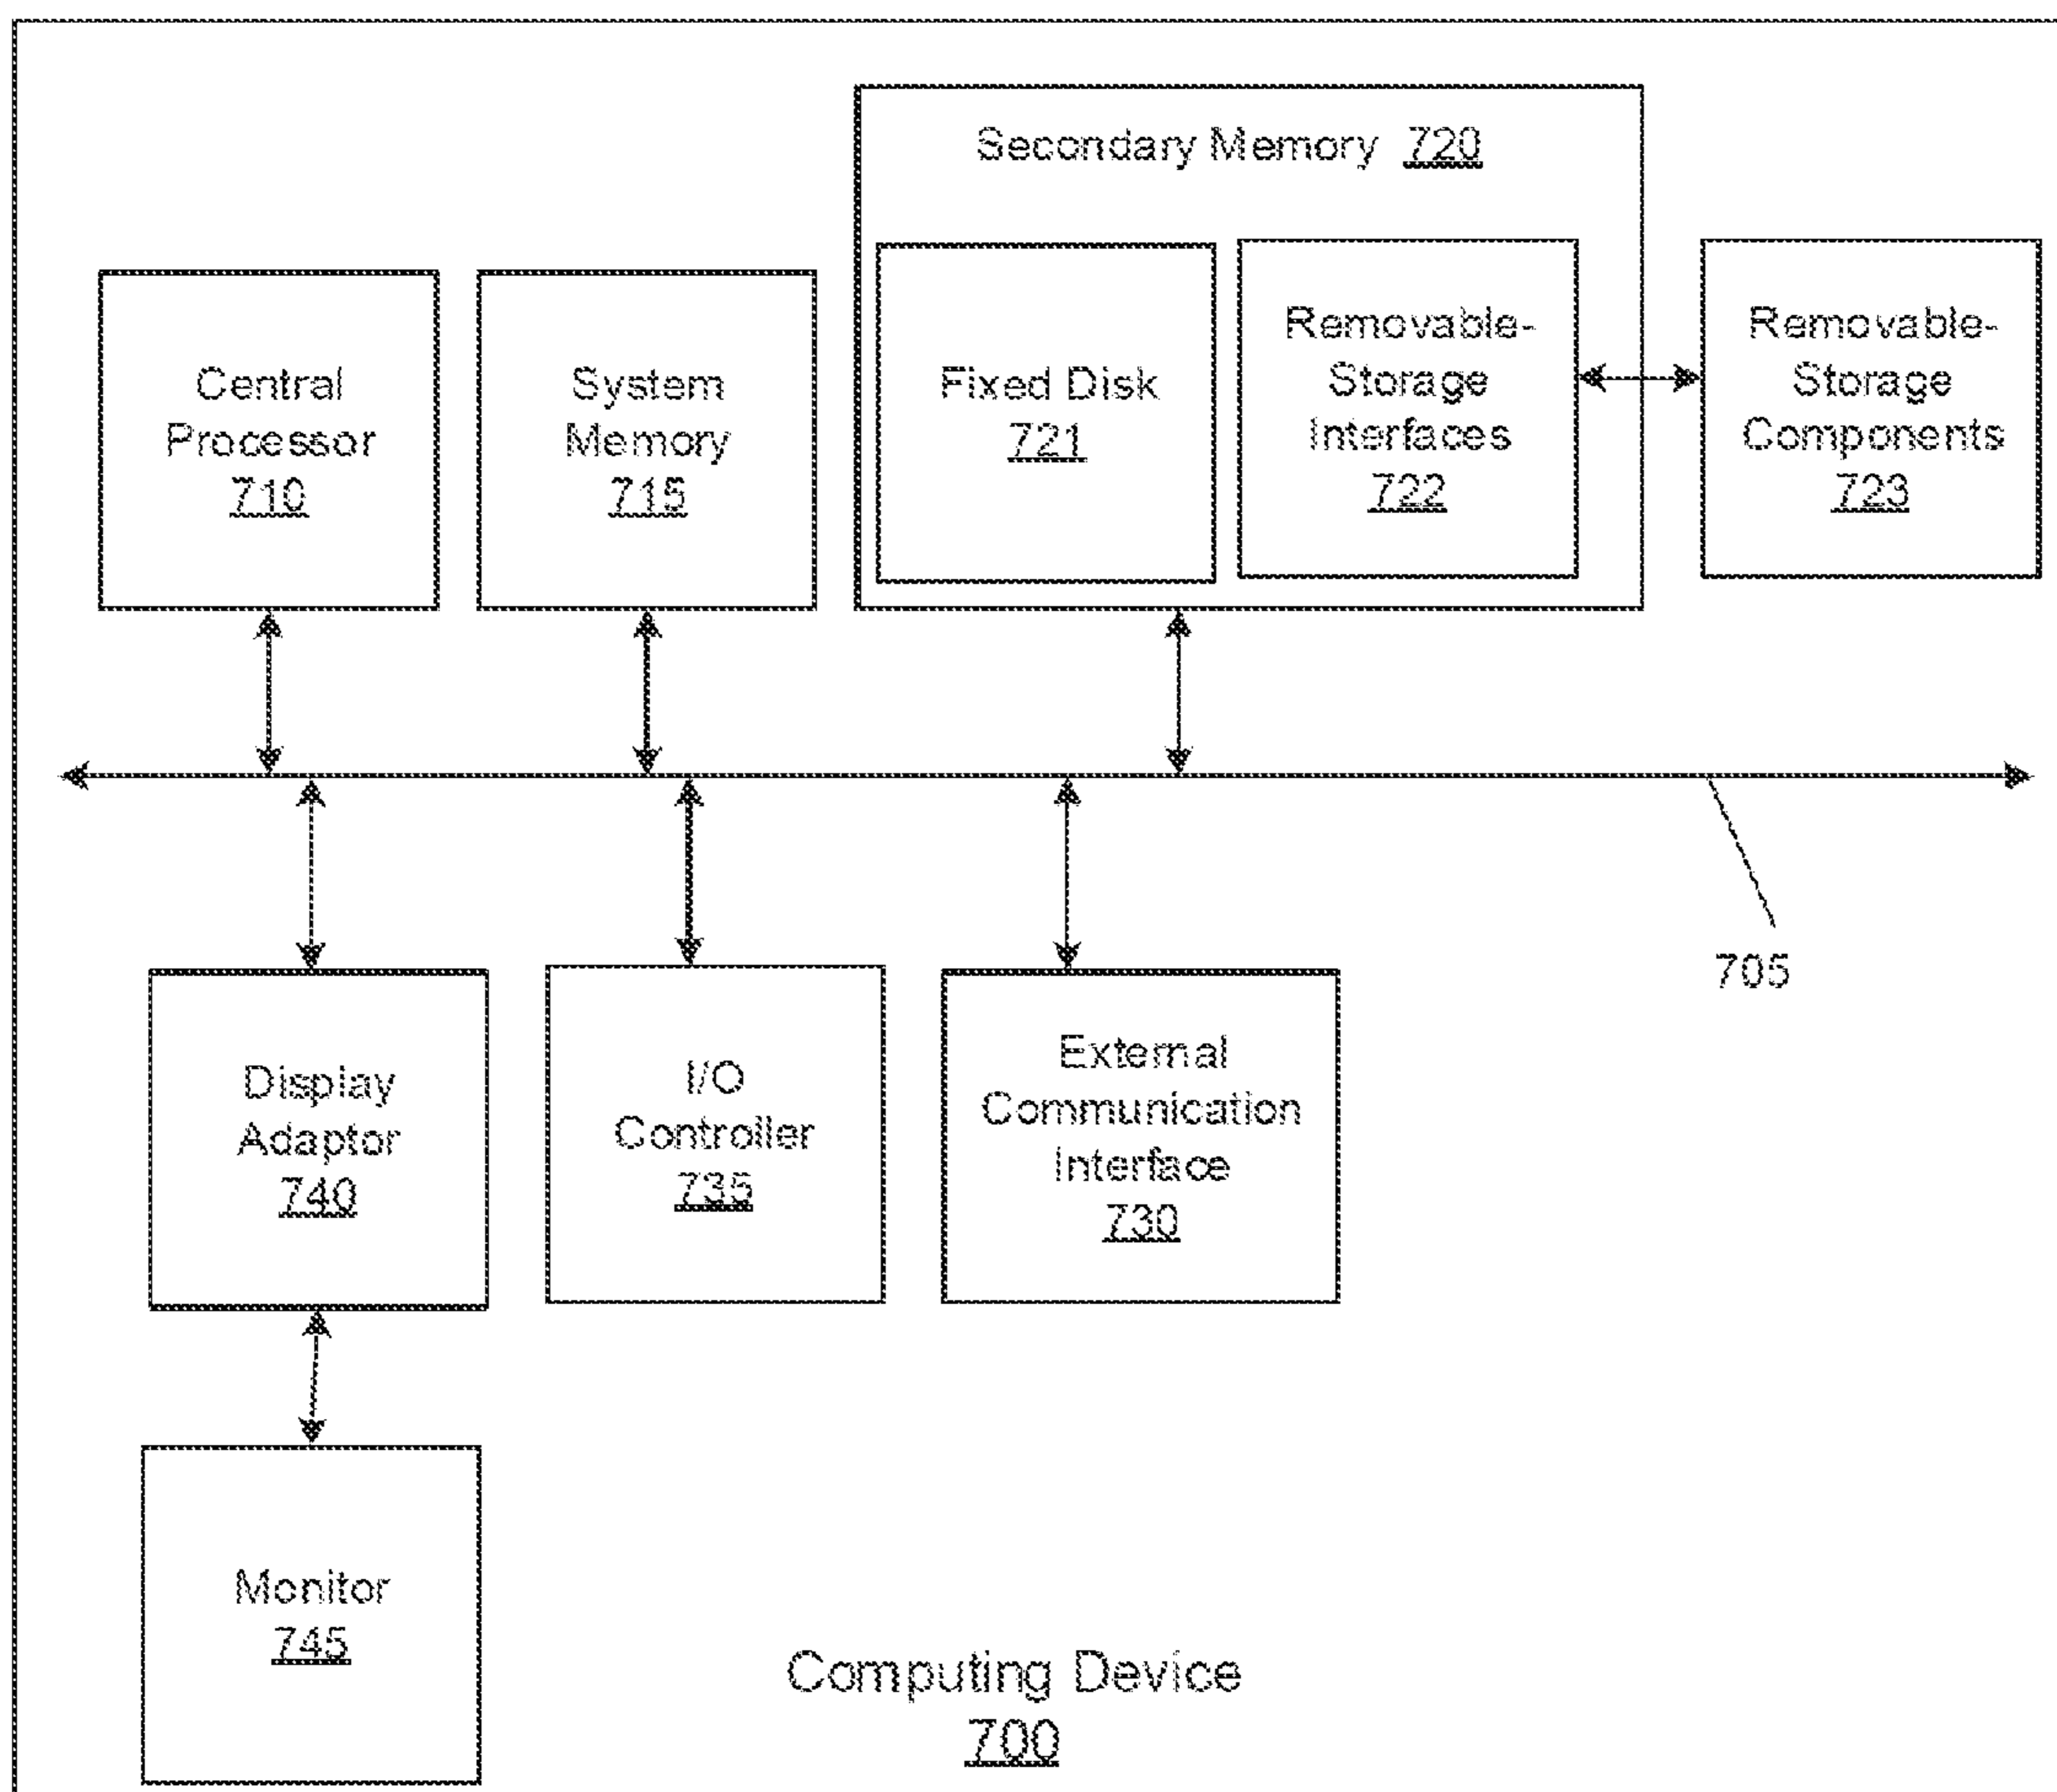 Secondary Memory 720
Central
Processor
710
System
Memory
715
Fixed Disk
721
Removable-
Storage
Interfaces
722
Removable-
Storage
Components
723
705
Display
Adaptor
740
I/O
Controller
735
External
Communication
Interface
730
Monitor
745
Computing Device
700